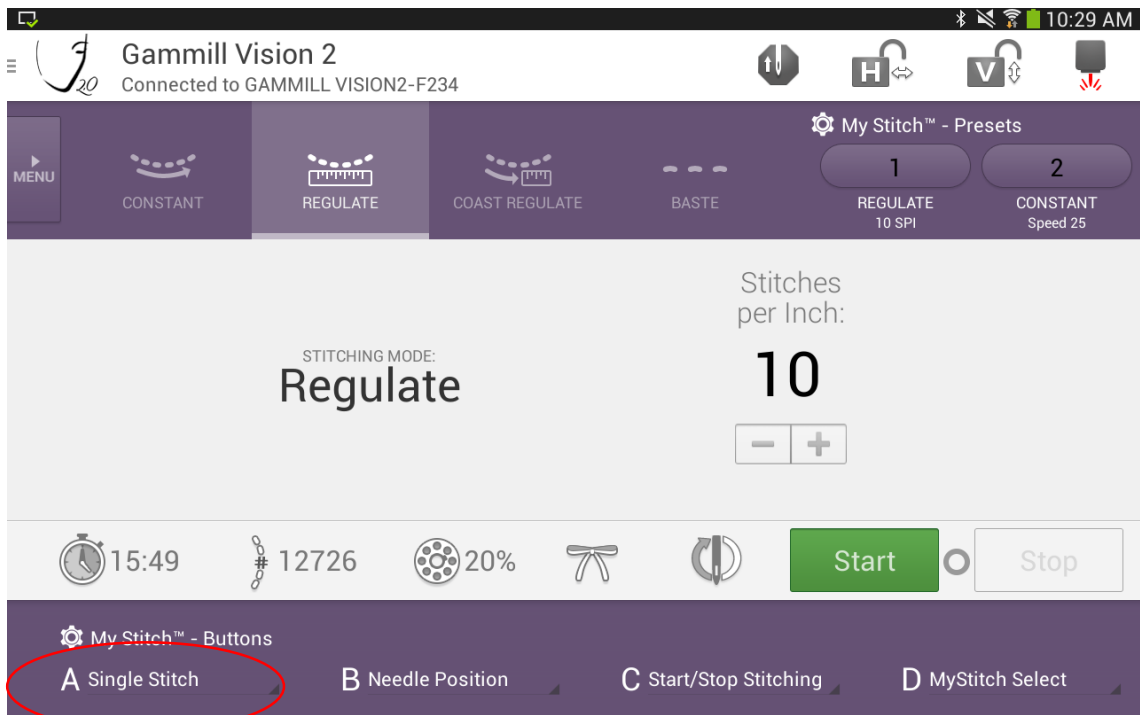 10:29 AM
20
Gammill Vision 2
Connected to GAMMILL VISION2-F234
H
V
MENU
CONSTANT
REGULATE
COAST REGULATE
BASTE
My Stitch™ - Presets
1
2
REGULATE
10 SPI
CONSTANT
Speed 25
Stitches
per Inch:
10
STITCHING MODE:
Regulate
- +
15:49
# 12726
20%
Start
Stop
My Stitch™ - Buttons
A Single Stitch
B Needle Position
C Start/Stop Stitching
D MyStitch Select